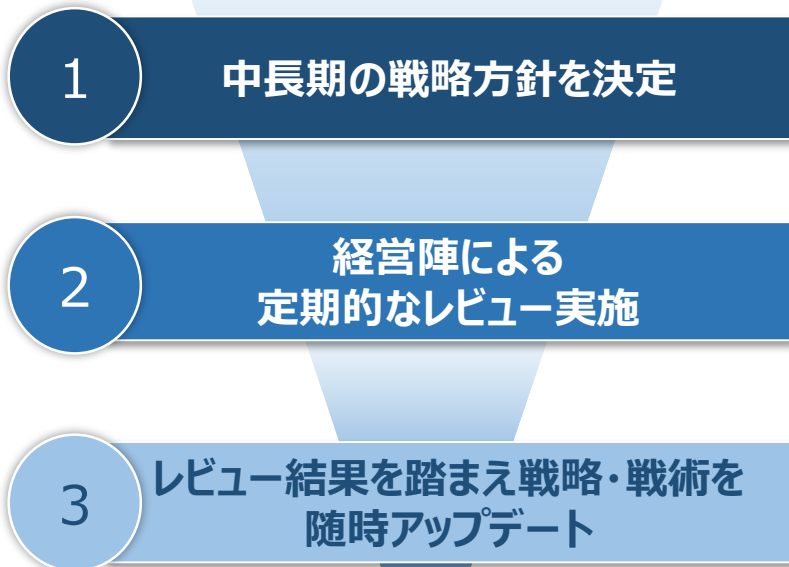 1
中長期の戦略方針を決定
2
経営陣による
定期的なレビュー実施
3
レビュー結果を踏まえ戦略・戦術を
随時アップデート